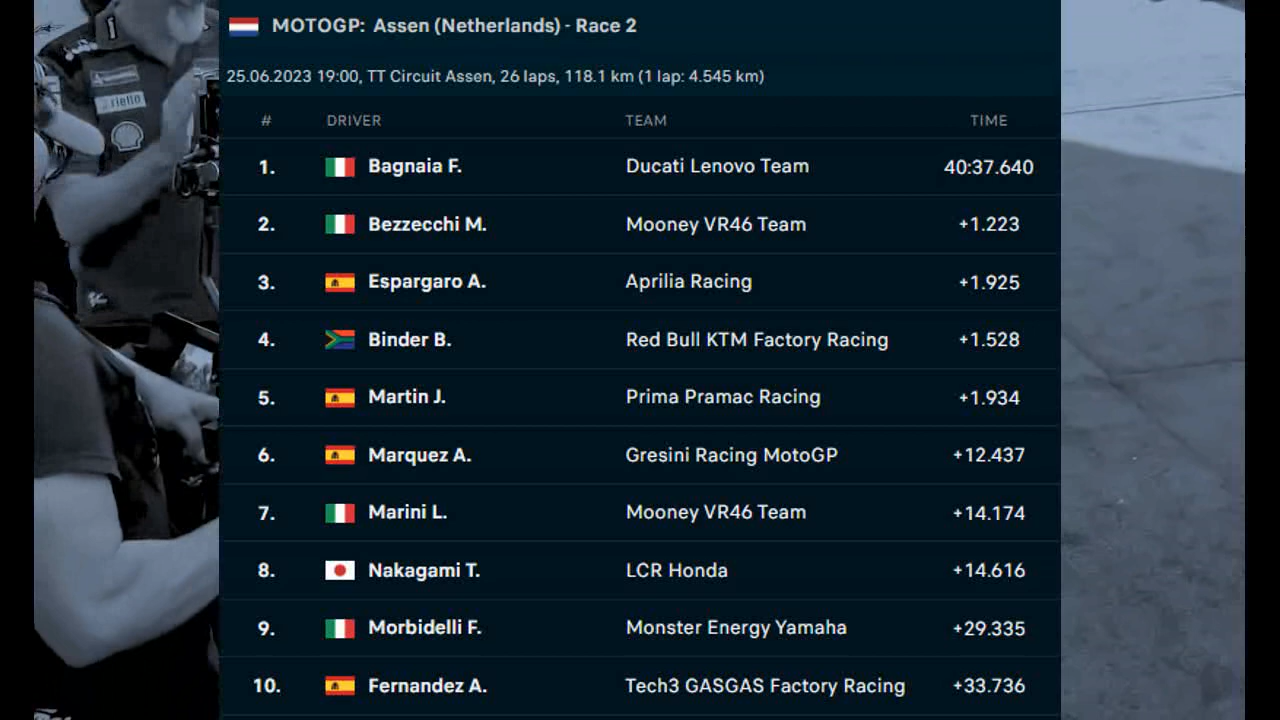 MOTOGP: Assen (Netherlands) - Race 2
25.06.2023 19:00, TT Circuit Assen, 26 laps, 118.1 km (1 lap: 4.545 km)
# DRIVER TEAM TIME
1. Bagnaia F. Ducati Lenovo Team 40:37.640
2. Bezzecchi M. Mooney VR46 Team +1.223
3. Espargaro A. Aprilia Racing +1.925
4. Binder B. Red Bull KTM Factory Racing +1.528
5. Martin J. Prima Pramac Racing +1.934
6. Marquez A. Gresini Racing MotoGP +12.437
7. Marini L. Mooney VR46 Team +14.174
8. Nakagami T. LCR Honda +14.616
9. Morbidelli F. Monster Energy Yamaha +29.335
10. Fernandez A. Tech3 GASGAS Factory Racing +33.736
riello